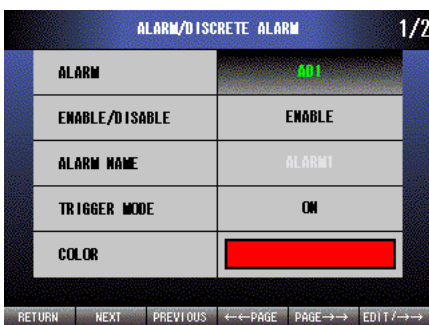 ALARM/DISCRETE ALARM 1/2
ALARM AD1
ENABLE/DISABLE ENABLE
ALARM NAME ALARM1
TRIGGER MODE ON
COLOR
RETURN NEXT PREVIOUS ←←PAGE PAGE→→ EDIT/→→